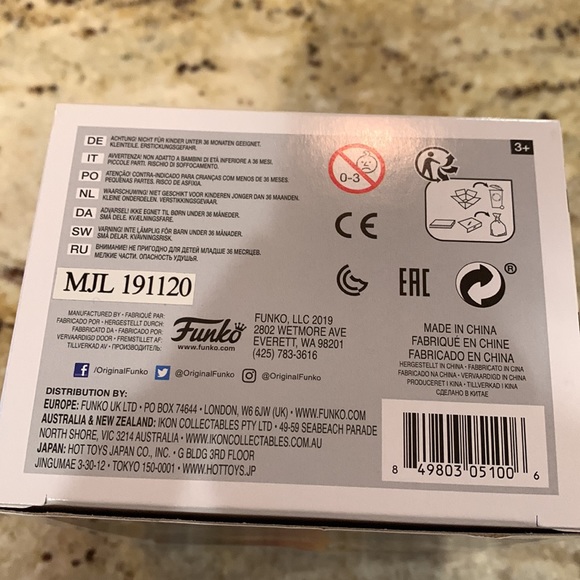 DE ACHTUNG! NICHT FÜR KINDER UNTER 36 MONATEN GEEIGNET.
KLEINTEILE. ERSTICKUNGSGEFAHR.
IT AVVERTENZA! NON ADATTO A BAMBINI DI ETÀ INFERIORE A 36 MESI.
PICCOLE PARTI. RISCHIO DI SOFFOCAMENTO.
PO ATENÇÃO! CONTRA-INDICADO PARA CRIANÇAS COM MENOS DE 36 MESES.
PEQUENAS PARTES. RISCO DE ASFIXIA.
NL WAARSCHUWING! NIET GESCHIKT VOOR KINDEREN JONGER DAN 36 MAANDEN.
KLEINE ONDERDELEN. VERSTIKKINGSGEVAAR.
DA ADVARSEL! IKKE EGNET TIL BØRN UNDER 36 MÅNEDER.
SMÅ DELE. KVÆLNINGSFARE.
SW VARNING! INTE LÄMPLIG FÖR BARN UNDER 36 MÅNADER.
SMÅ DELAR. KVÄVNINGSRISK.
RU ВНИМАНИЕ! НЕ ПРИГОДНО ДЛЯ ДЕТЕЙ МЛАДШЕ 36 МЕСЯЦЕВ.
МЕЛКИЕ ЧАСТИ. ОПАСНОСТЬ УДУШЬЯ.
0-3
3+
CE
EAC
®
MJL 191120
MANUFACTURED BY • FABRIQUÉ PAR:
FABRICADO POR • HERGESTELLT DURCH:
FABBRICATO DA • FABRICADO POR:
VERVAARDIGD DOOR • FREMSTILLET AF:
TILLVERKAD AV • ПРОИЗВОДИТЕЛЬ:
Funko
www.funko.com
FUNKO, LLC 2019
2802 WETMORE AVE
EVERETT, WA 98201
(425) 783-3616
MADE IN CHINA
FABRIQUÉ EN CHINE
FABRICADO EN CHINA
HERGESTELLT IN CHINA • FABBRICATO IN CINA
FABRICADO NA CHINA • VERVAARDIGD IN CHINA
PRODUCERET I KINA • TILLVERKAD I KINA
СДЕЛАНО В КИТАЕ
f /OriginalFunko @OriginalFunko @OriginalFunko
DISTRIBUTION BY:
EUROPE: FUNKO UK LTD • PO BOX 74644 • LONDON, W6 6JW (UK) • WWW.FUNKO.COM
AUSTRALIA & NEW ZEALAND: IKON COLLECTABLES PTY LTD • 49-59 SEABEACH PARADE
NORTH SHORE, VIC 3214 AUSTRALIA • WWW.IKONCOLLECTABLES.COM.AU
JAPAN: HOT TOYS JAPAN CO., INC. • G BLDG 3RD FLOOR
JINGUMAE 3-30-12 • TOKYO 150-0001 • WWW.HOTTOYS.JP
8 49803 05100 6